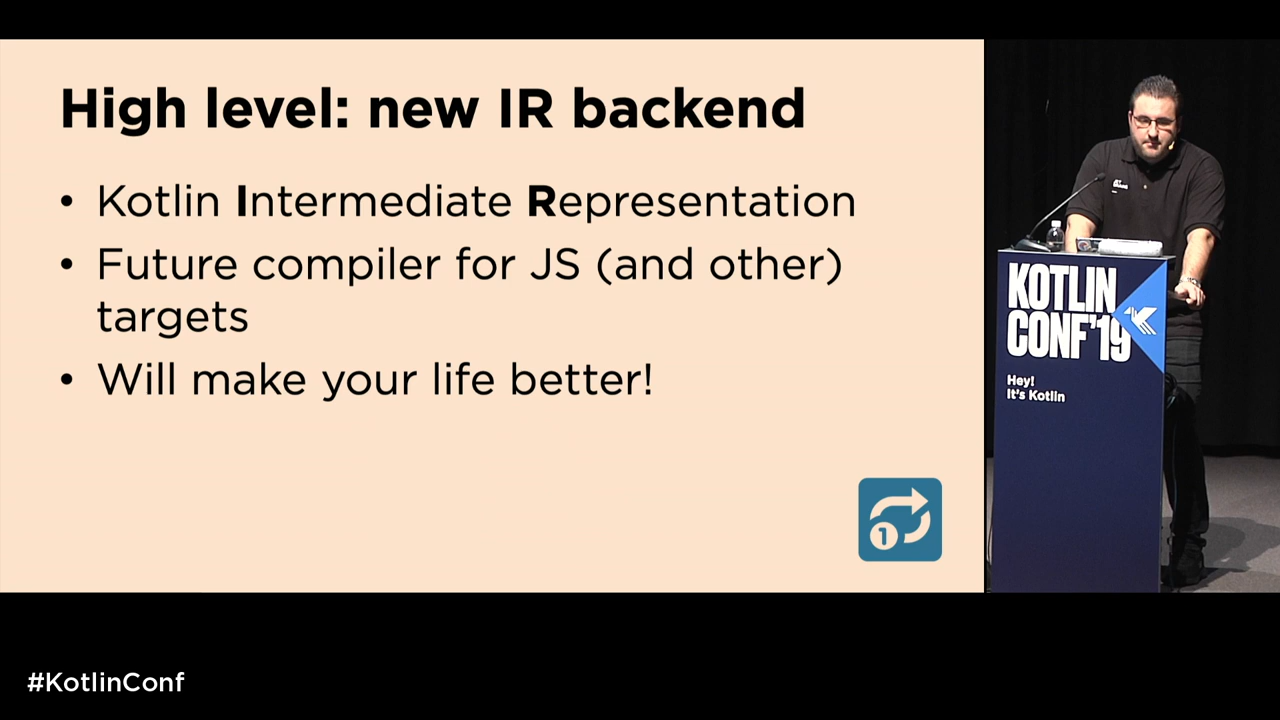 High level: new IR backend
• Kotlin Intermediate Representation
• Future compiler for JS (and other)
targets
• Will make your life better!
1
KOTLIN
CONF'19
Hey!
It's Kotlin
#KotlinConf